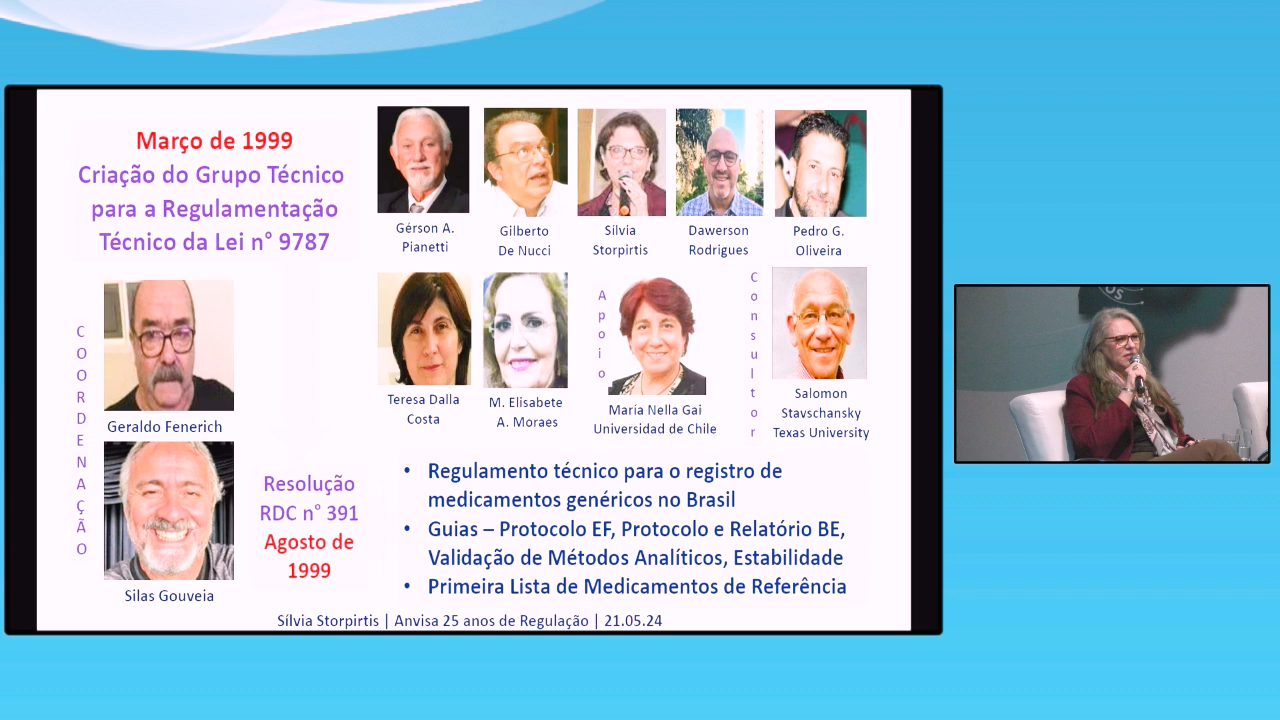 Março de 1999
Criação do Grupo Técnico
para a Regulamentação
Técnico da Lei n° 9787
Gérson A.
Pianetti
Gilberto
De Nucci
Sílvia
Storpirtis
Dawerson
Rodrigues
Pedro G.
Oliveira
COORDENAÇÃO
Geraldo Fenerich
Silas Gouveia
Teresa Dalla
Costa
M. Elisabete
A. Moraes
Apoio
María Nella Gai
Universidad de Chile
Consultor
Salomon
Stavschansky
Texas University
Resolução
RDC n° 391
Agosto de
1999
• Regulamento técnico para o registro de
medicamentos genéricos no Brasil
• Guias – Protocolo EF, Protocolo e Relatório BE,
Validação de Métodos Analíticos, Estabilidade
• Primeira Lista de Medicamentos de Referência
Sílvia Storpirtis | Anvisa 25 anos de Regulação | 21.05.24